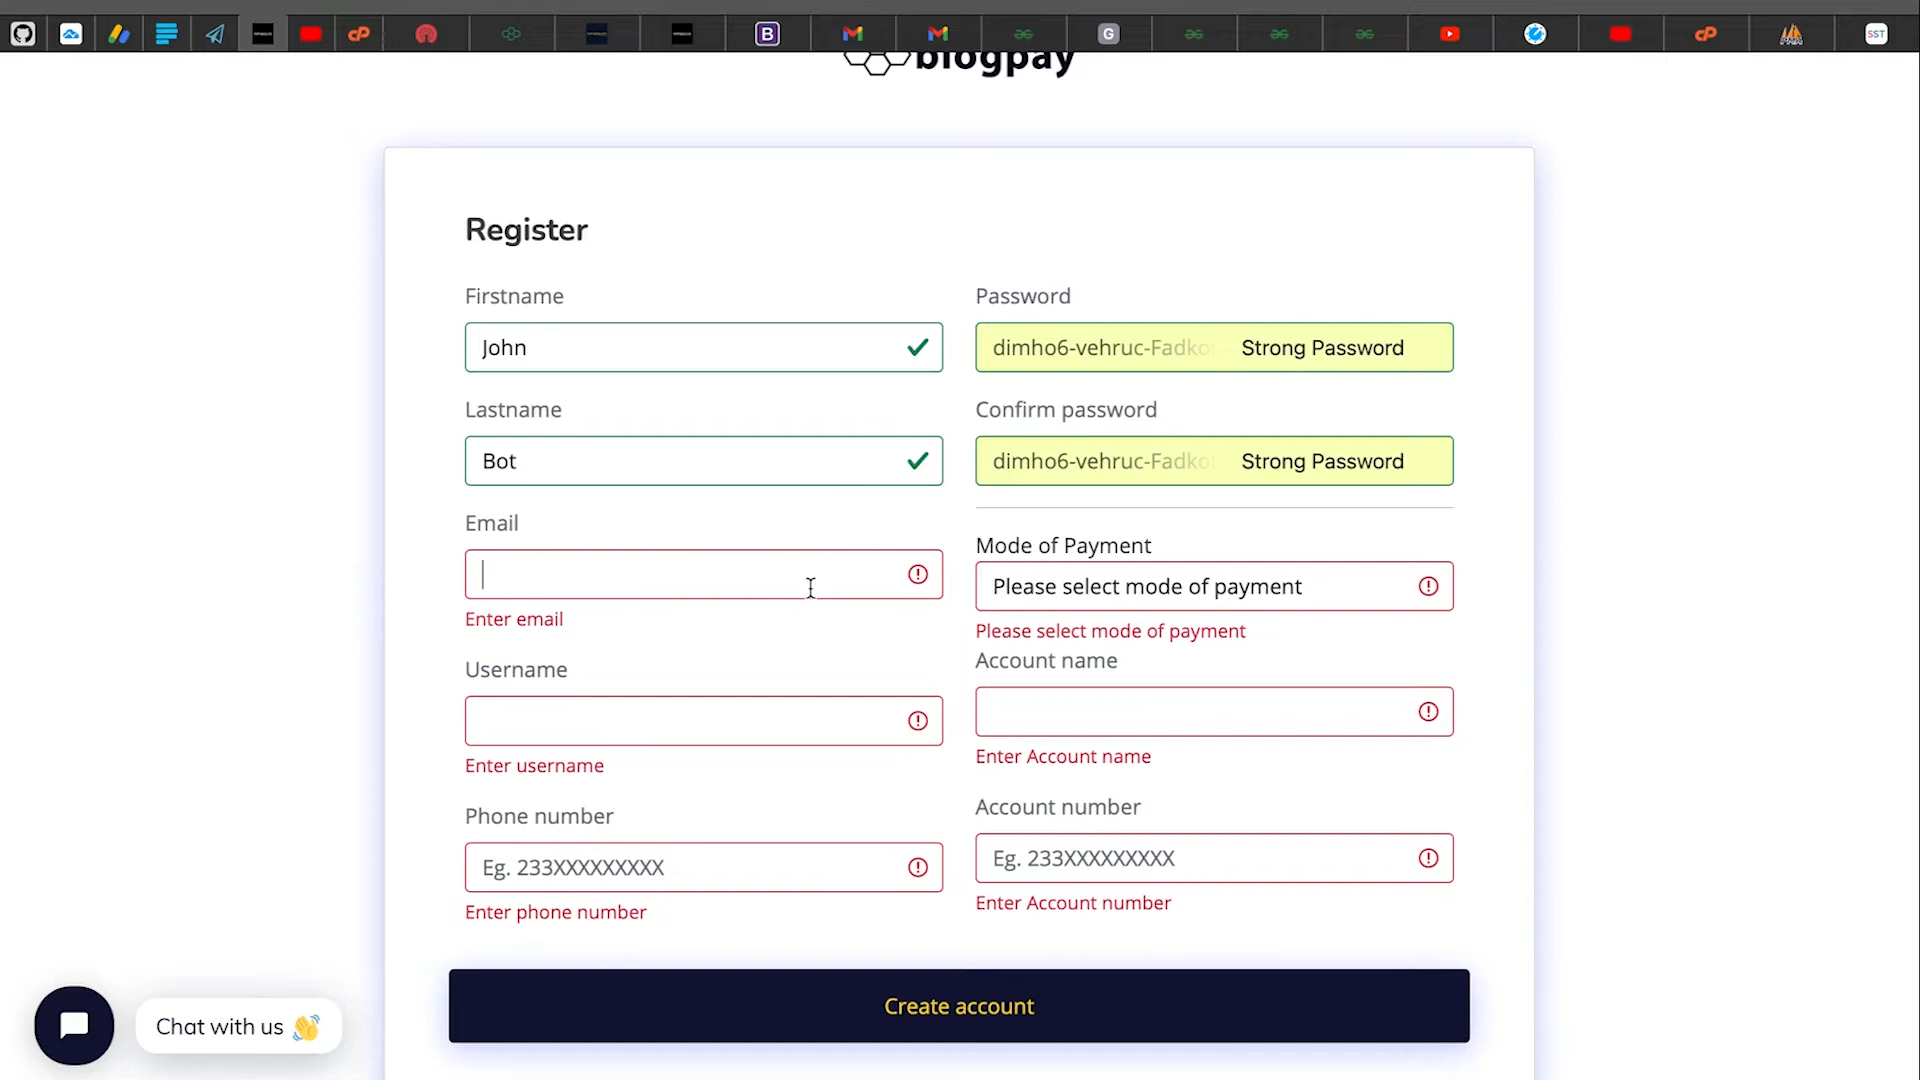 blogpay
Register
Firstname
John
Lastname
Bot
Email
Enter email
Username
Enter username
Phone number
Eg. 233XXXXXXXXX
Enter phone number
Password
dimho6-vehruc-Fadko Strong Password
Confirm password
dimho6-vehruc-Fadko Strong Password
Mode of Payment
Please select mode of payment
Please select mode of payment
Account name
Enter Account name
Account number
Eg. 233XXXXXXXXX
Enter Account number
Create account
Chat with us 👋
cP
B
G
cP
SST